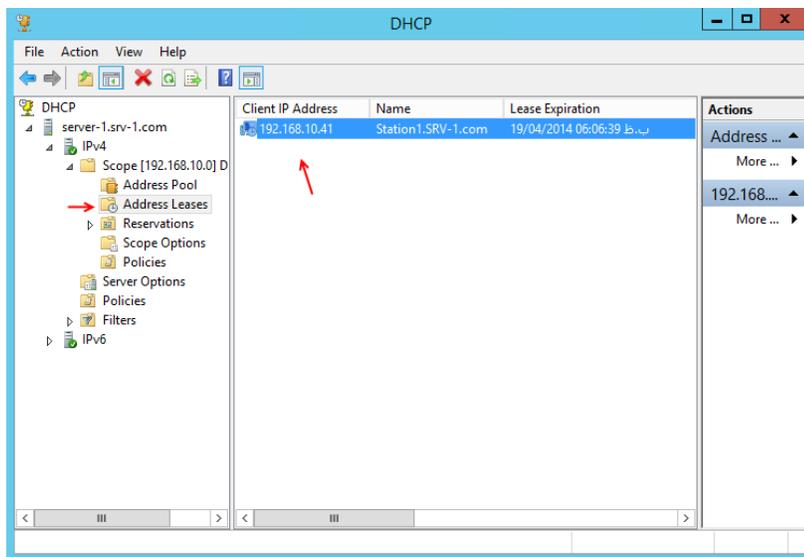 DHCP
File Action View Help
DHCP
server-1.srv-1.com
IPv4
Scope [192.168.10.0] D
Address Pool
Address Leases
Reservations
Scope Options
Policies
Server Options
Policies
Filters
IPv6
Client IP Address Name Lease Expiration
192.168.10.41 Station1.SRV-1.com 19/04/2014 06:06:39 ب.ظ
Actions
Address ...
More ...
192.168....
More ...